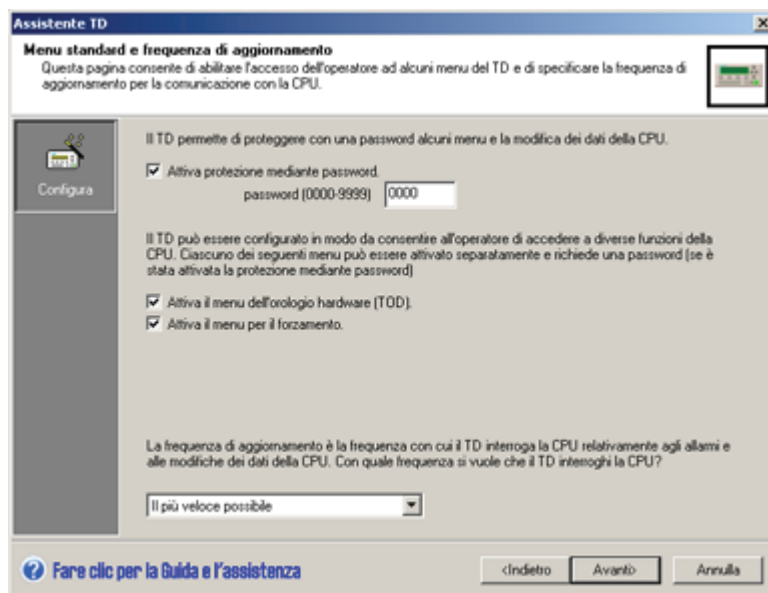 Assistente TD
Menu standard e frequenza di aggiornamento
Questa pagina consente di abilitare l'accesso dell'operatore ad alcuni menu del TD e di specificare la frequenza di
aggiornamento per la comunicazione con la CPU.
Configura
Il TD permette di proteggere con una password alcuni menu e la modifica dei dati della CPU.
Attiva protezione mediante password.
password (0000-9999) 0000
Il TD può essere configurato in modo da consentire all'operatore di accedere a diverse funzioni della
CPU. Ciascuno dei seguenti menu può essere attivato separatamente e richiede una password (se è
stata attivata la protezione mediante password)
Attiva il menu dell'orologio hardware (TOD).
Attiva il menu per il forzamento.
La frequenza di aggiornamento è la frequenza con cui il TD interroga la CPU relativamente agli allarmi e
alle modifiche dei dati della CPU. Con quale frequenza si vuole che il TD interroghi la CPU?
Il più veloce possibile
Fare clic per la Guida e l'assistenza
<Indietro Avanti> Annulla